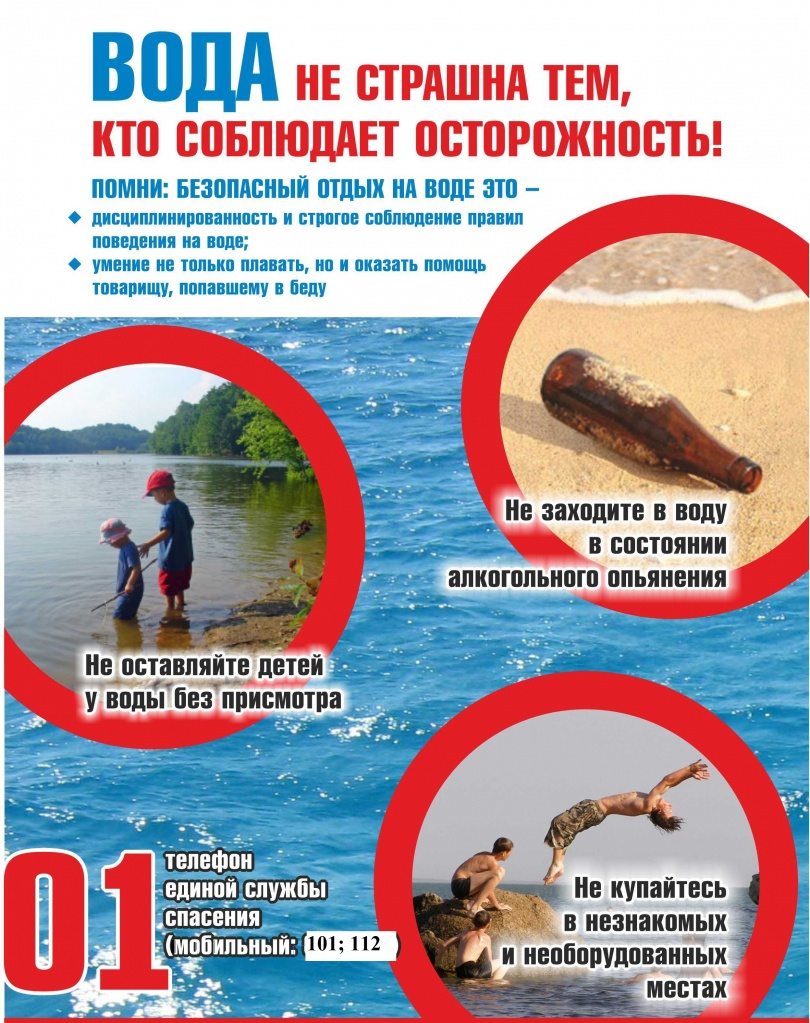 ВОДА НЕ СТРАШНА ТЕМ,
КТО СОБЛЮДАЕТ ОСТОРОЖНОСТЬ!
ПОМНИ: БЕЗОПАСНЫЙ ОТДЫХ НА ВОДЕ ЭТО –
◆ дисциплинированность и строгое соблюдение правил
поведения на воде;
◆ умение не только плавать, но и оказать помощь
товарищу, попавшему в беду
Не заходите в воду
в состоянии
алкогольного опьянения
Не оставляйте детей
у воды без присмотра
Не купайтесь
в незнакомых
и необорудованных
местах
01
телефон
единой службы
спасения
(мобильный: (101; 112 )